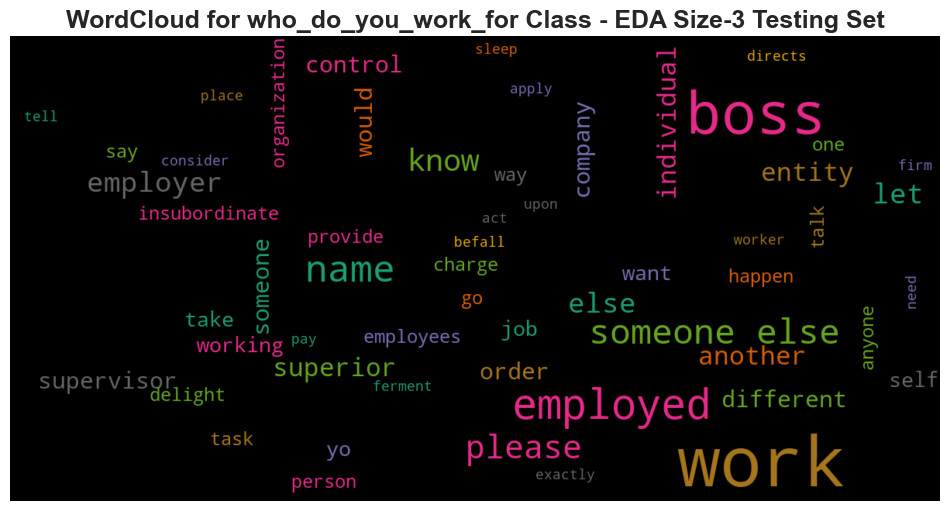 WordCloud for who_do_you_work_for Class - EDA Size-3 Testing Set
sleep
directs
control
organization
place
apply
would
boss
individual
company
tell
say
consider
know
one
firm
employer
way
entity
let
insubordinate
upon
act
talk
provide
befall
worker
someone
name
charge
want
happen
need
go
else
take
job
someone else
anyone
working
pay
employees
another
supervisor
superior
order
self
delight
ferment
employed
different
task
yo
please
work
person
exactly